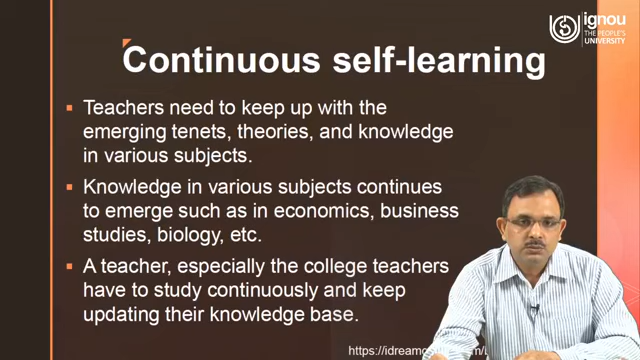 ignou
THE PEOPLE'S
UNIVERSITY
Continuous self-learning
Teachers need to keep up with the
emerging tenets, theories, and knowledge
in various subjects.
Knowledge in various subjects continues
to emerge such as in economics, business
studies, biology, etc.
A teacher, especially the college teachers
have to study continuously and keep
updating their knowledge base.